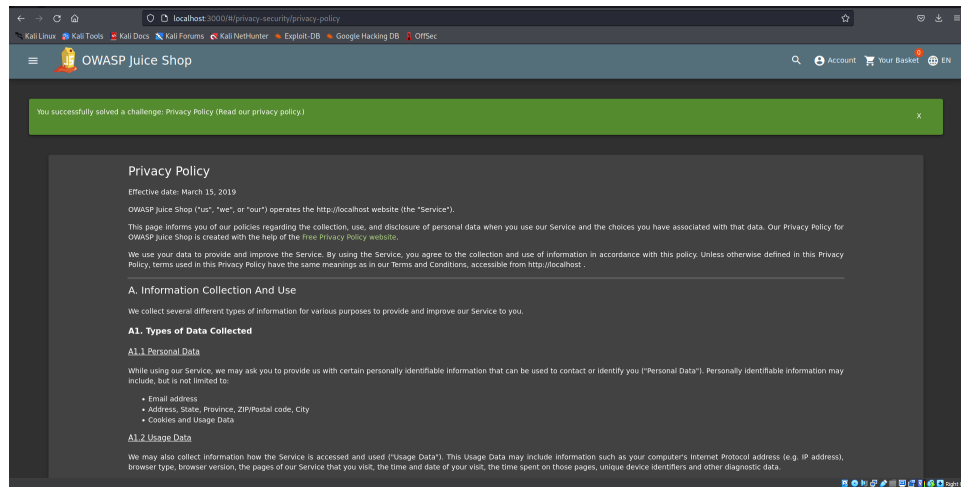 localhost:3000/#/privacy-security/privacy-policy
Kali Linux Kali Tools Kali Docs Kali Forums Kali NetHunter Exploit-DB Google Hacking DB OffSec
OWASP Juice Shop Account Your Basket 0 EN
You successfully solved a challenge: Privacy Policy (Read our privacy policy.) X
Privacy Policy
Effective date: March 15, 2019
OWASP Juice Shop ("us", "we", or "our") operates the http://localhost website (the "Service").
This page informs you of our policies regarding the collection, use, and disclosure of personal data when you use our Service and the choices you have associated with that data. Our Privacy Policy for
OWASP Juice Shop is created with the help of the Free Privacy Policy website.
We use your data to provide and improve the Service. By using the Service, you agree to the collection and use of information in accordance with this policy. Unless otherwise defined in this Privacy
Policy, terms used in this Privacy Policy have the same meanings as in our Terms and Conditions, accessible from http://localhost .
A. Information Collection And Use
We collect several different types of information for various purposes to provide and improve our Service to you.
A1. Types of Data Collected
A1.1 Personal Data
While using our Service, we may ask you to provide us with certain personally identifiable information that can be used to contact or identify you ("Personal Data"). Personally identifiable information may
include, but is not limited to:
• Email address
• Address, State, Province, ZIP/Postal code, City
• Cookies and Usage Data
A1.2 Usage Data
We may also collect information how the Service is accessed and used ("Usage Data"). This Usage Data may include information such as your computer's Internet Protocol address (e.g. IP address),
browser type, browser version, the pages of our Service that you visit, the time and date of your visit, the time spent on those pages, unique device identifiers and other diagnostic data.
Right